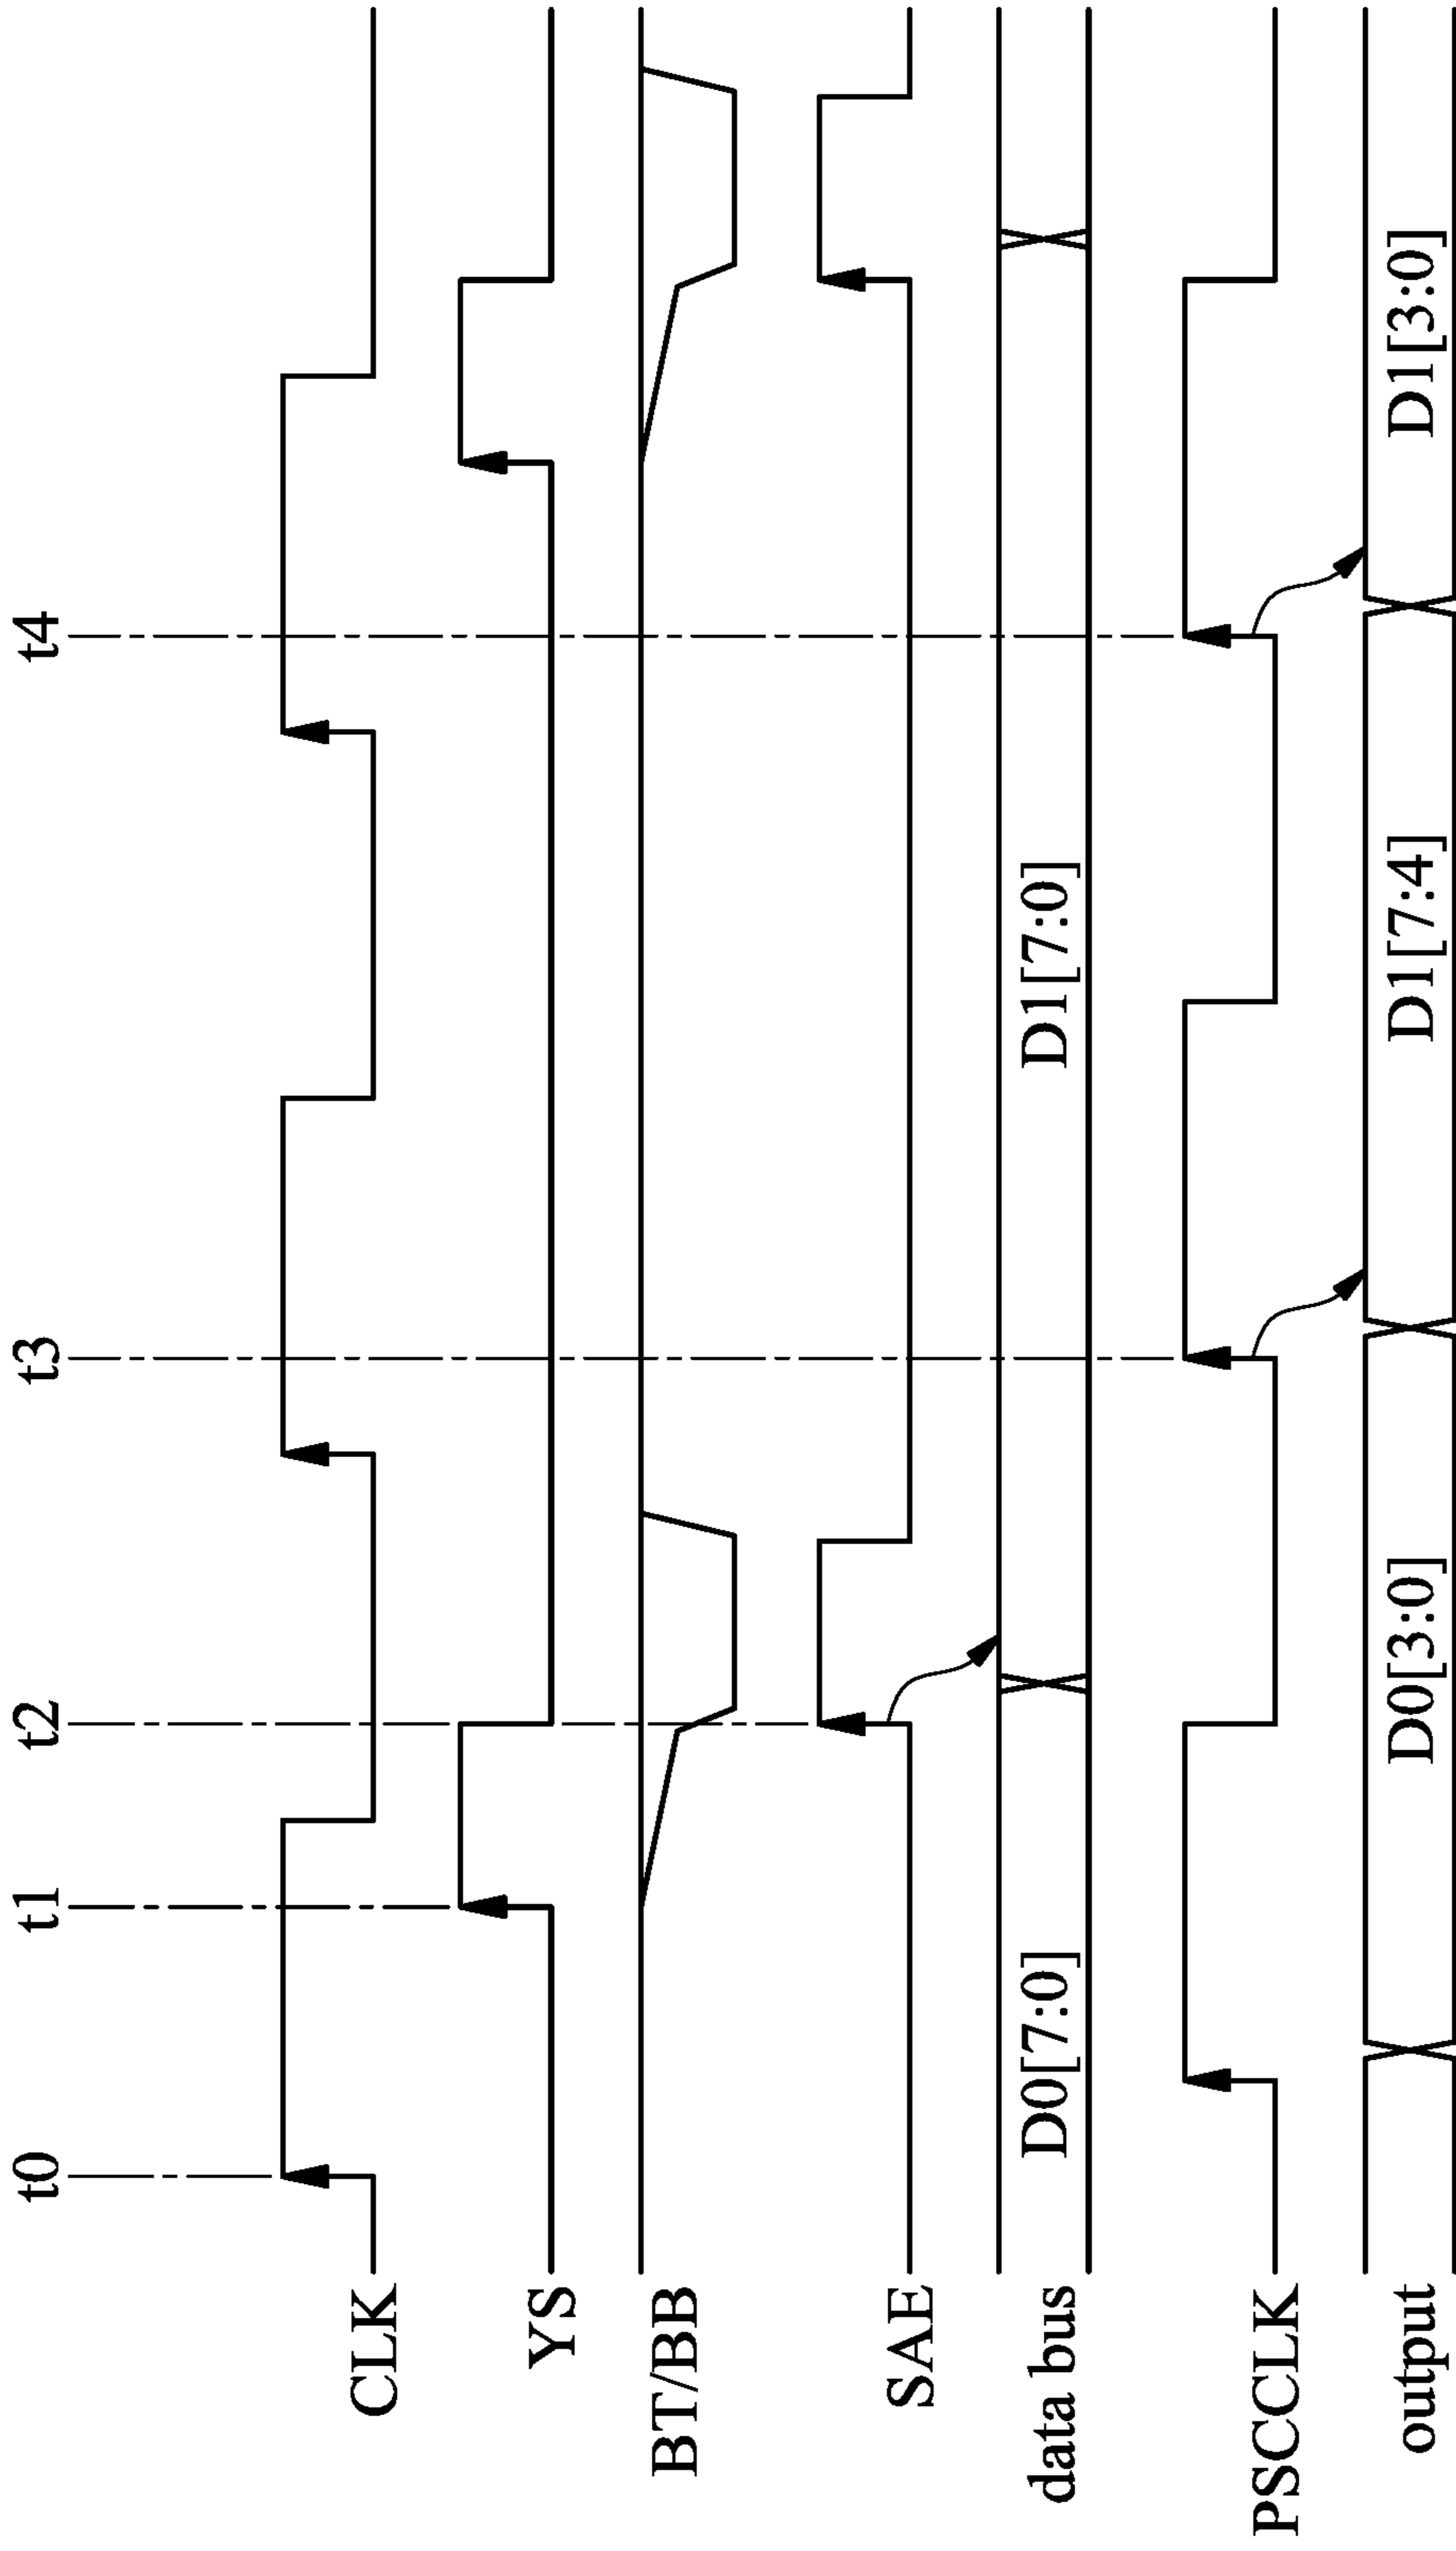 t0 t1 t2 t3 t4
CLK
YS
BT/BB
SAE
data bus D0[7:0] D1[7:0]
PSCCLK
output D0[3:0] D1[7:4] D1[3:0]